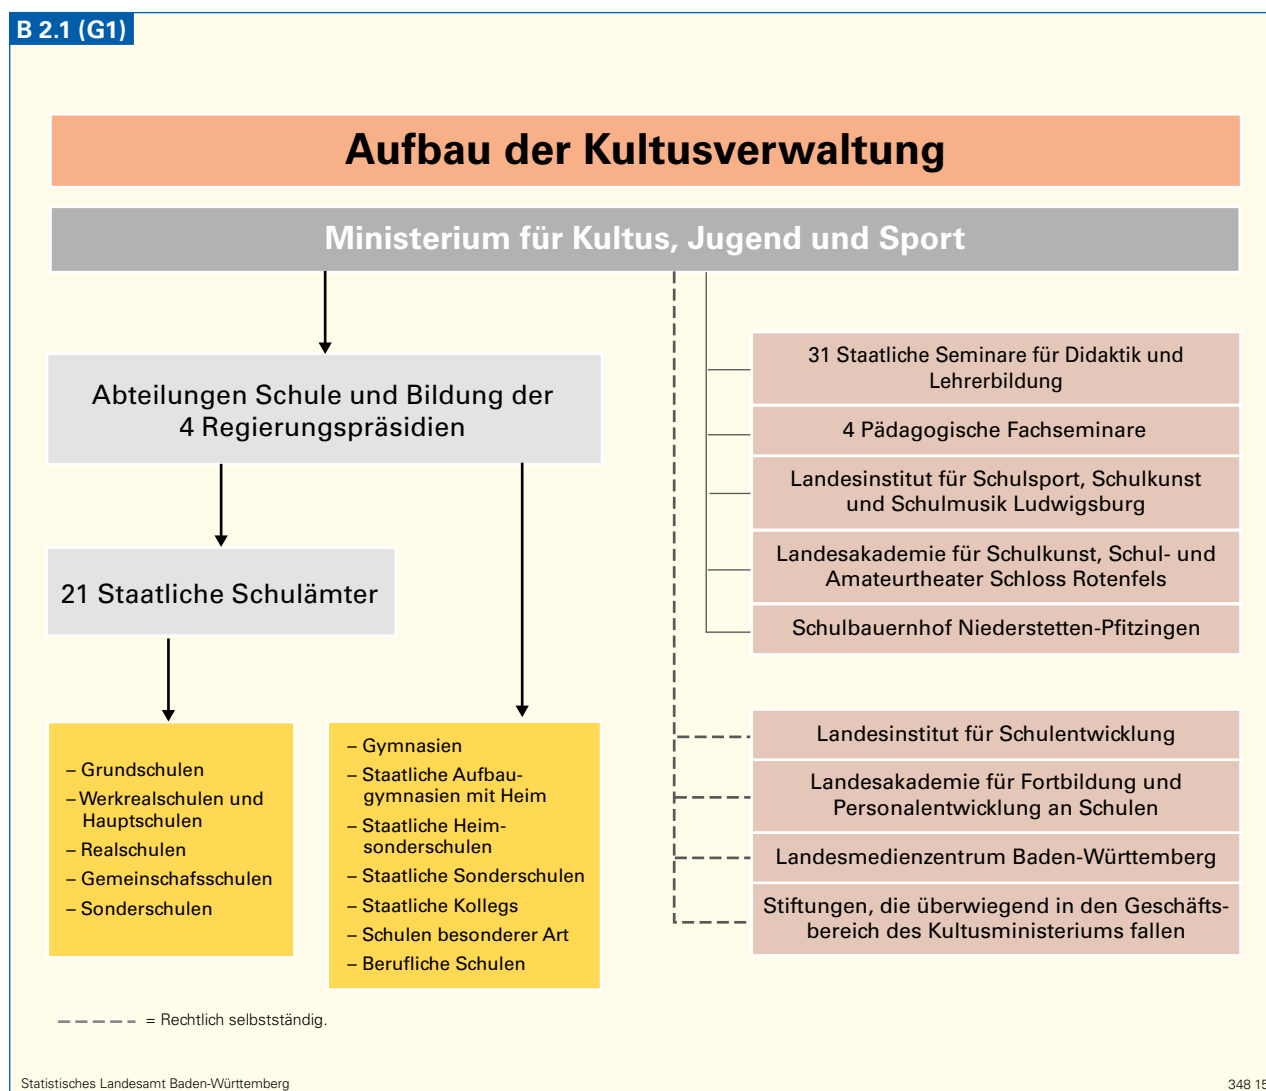 B 2.1 (G1)
Aufbau der Kultusverwaltung
Ministerium für Kultus, Jugend und Sport
Abteilungen Schule und Bildung der
4 Regierungspräsidien
21 Staatliche Schulämter
– Grundschulen
– Werkrealschulen und
Hauptschulen
– Realschulen
– Gemeinschafsschulen
– Sonderschulen
– Gymnasien
– Staatliche Aufbau-
gymnasien mit Heim
– Staatliche Heim-
sonderschulen
– Staatliche Sonderschulen
– Staatliche Kollegs
– Schulen besonderer Art
– Berufliche Schulen
31 Staatliche Seminare für Didaktik und
Lehrerbildung
4 Pädagogische Fachseminare
Landesinstitut für Schulsport, Schulkunst
und Schulmusik Ludwigsburg
Landesakademie für Schulkunst, Schul- und
Amateurtheater Schloss Rotenfels
Schulbauernhof Niederstetten-Pfitzingen
Landesinstitut für Schulentwicklung
Landesakademie für Fortbildung und
Personalentwicklung an Schulen
Landesmedienzentrum Baden-Württemberg
Stiftungen, die überwiegend in den Geschäfts-
bereich des Kultusministeriums fallen
= Rechtlich selbstständig.
Statistisches Landesamt Baden-Württemberg
348 15